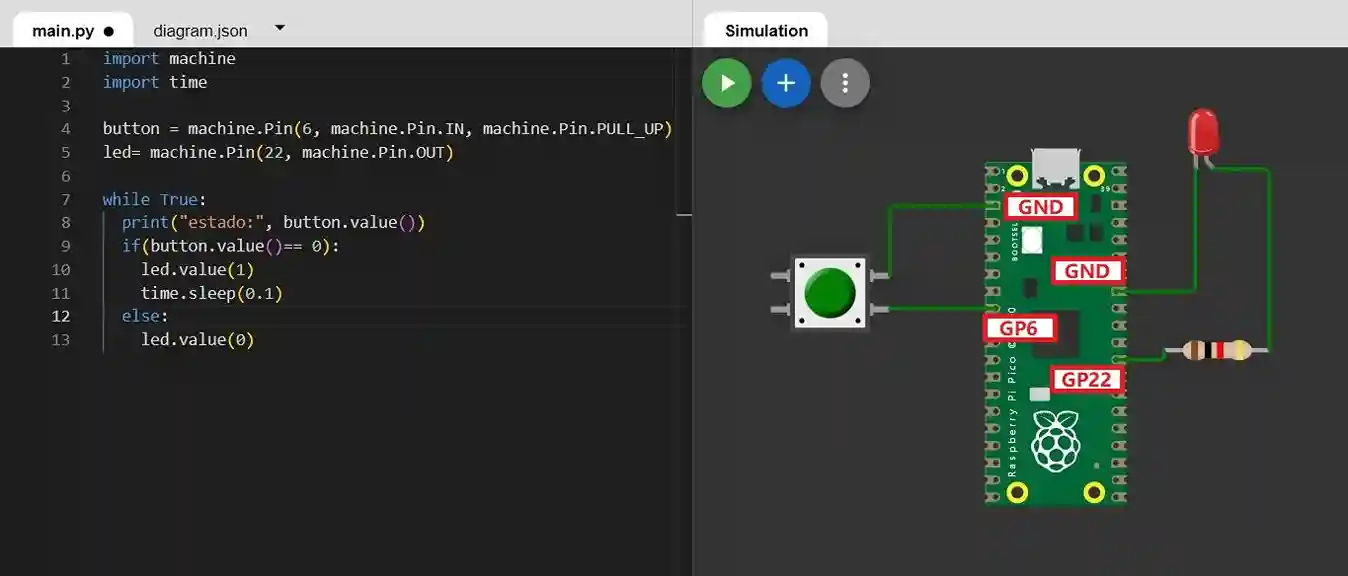 main.py ●
diagram.json
1 import machine
2 import time
3
4 button = machine.Pin(6, machine.Pin.IN, machine.Pin.PULL_UP)
5 led= machine.Pin(22, machine.Pin.OUT)
6
7 while True:
8 print("estado:", button.value())
9 if(button.value()== 0):
10 led.value(1)
11 time.sleep(0.1)
12 else:
13 led.value(0)
Simulation
1
2
39
GND
BOOTSEL
GND
GP6
GP22
Raspberry Pi Pico ©